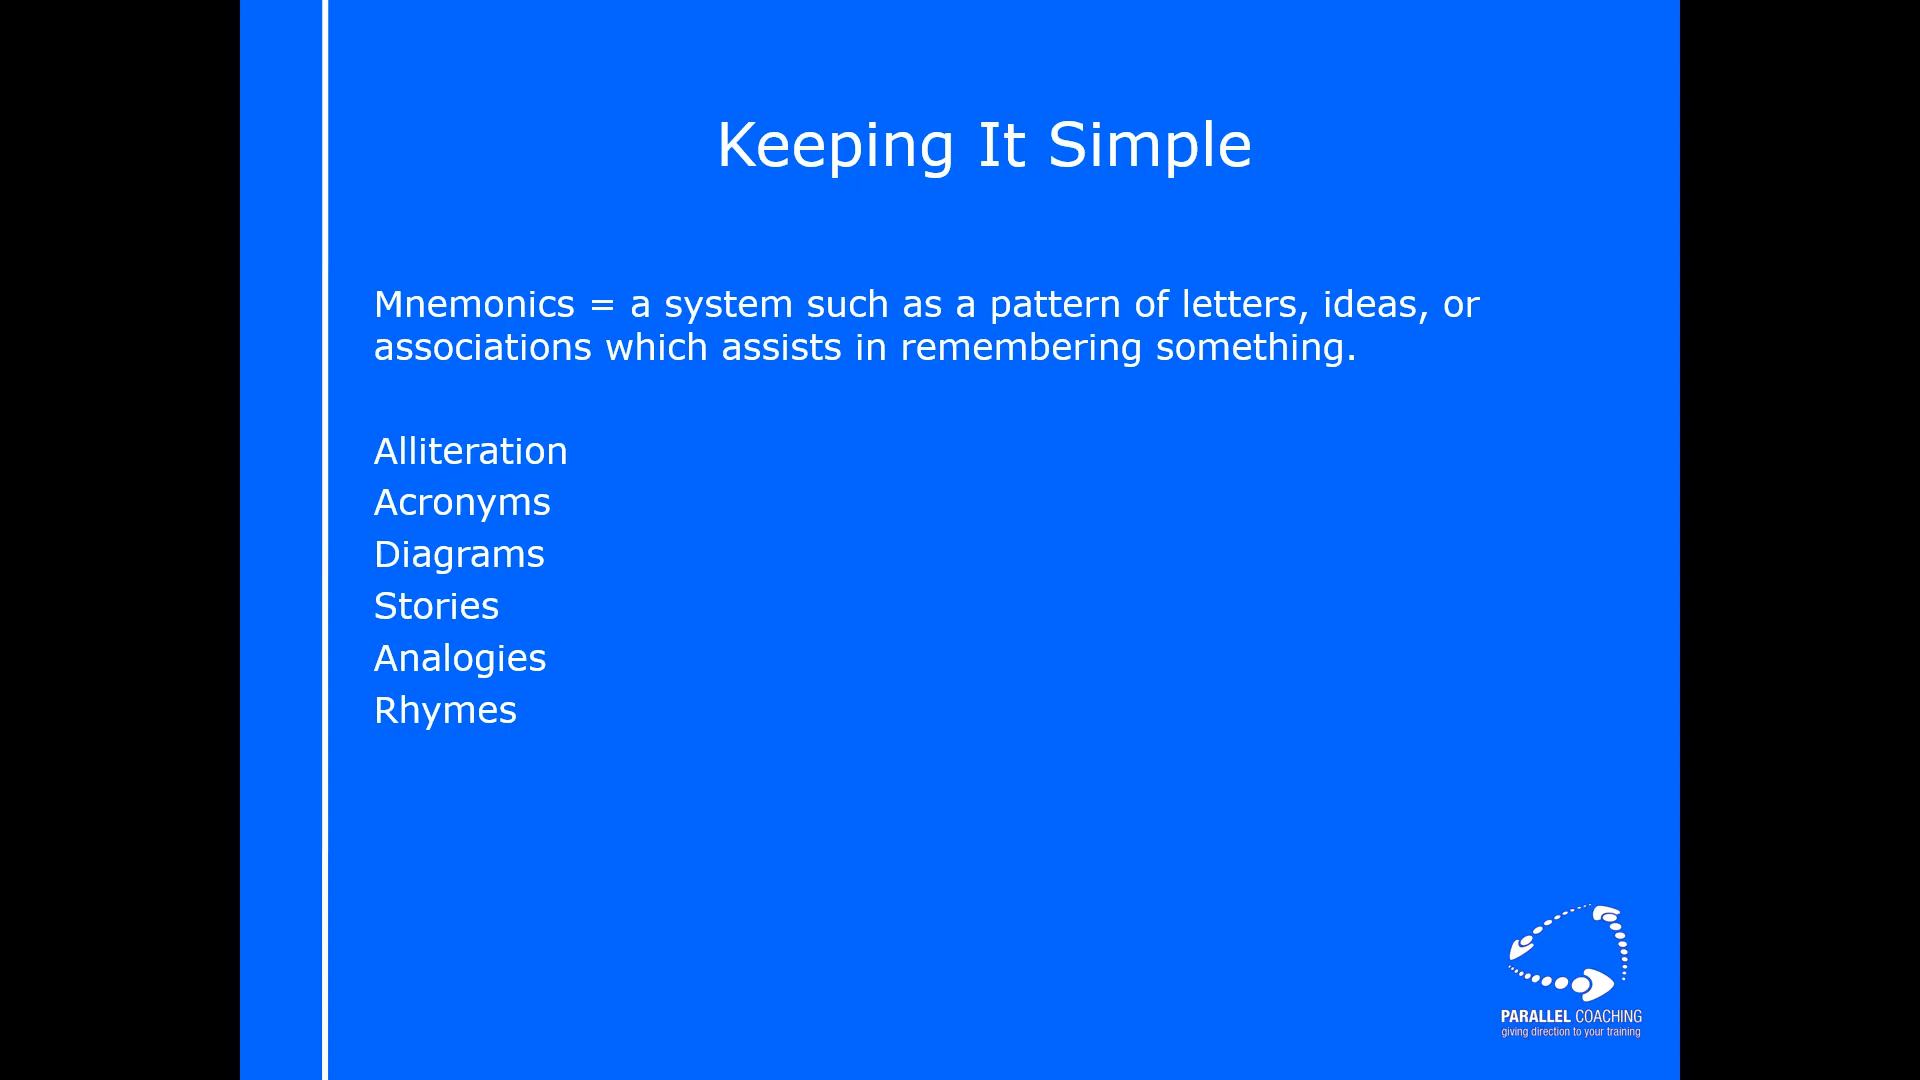 Keeping It Simple
Mnemonics = a system such as a pattern of letters, ideas, or
associations which assists in remembering something.
Alliteration
Acronyms
Diagrams
Stories
Analogies
Rhymes
PARALLEL COACHING
giving direction to your training